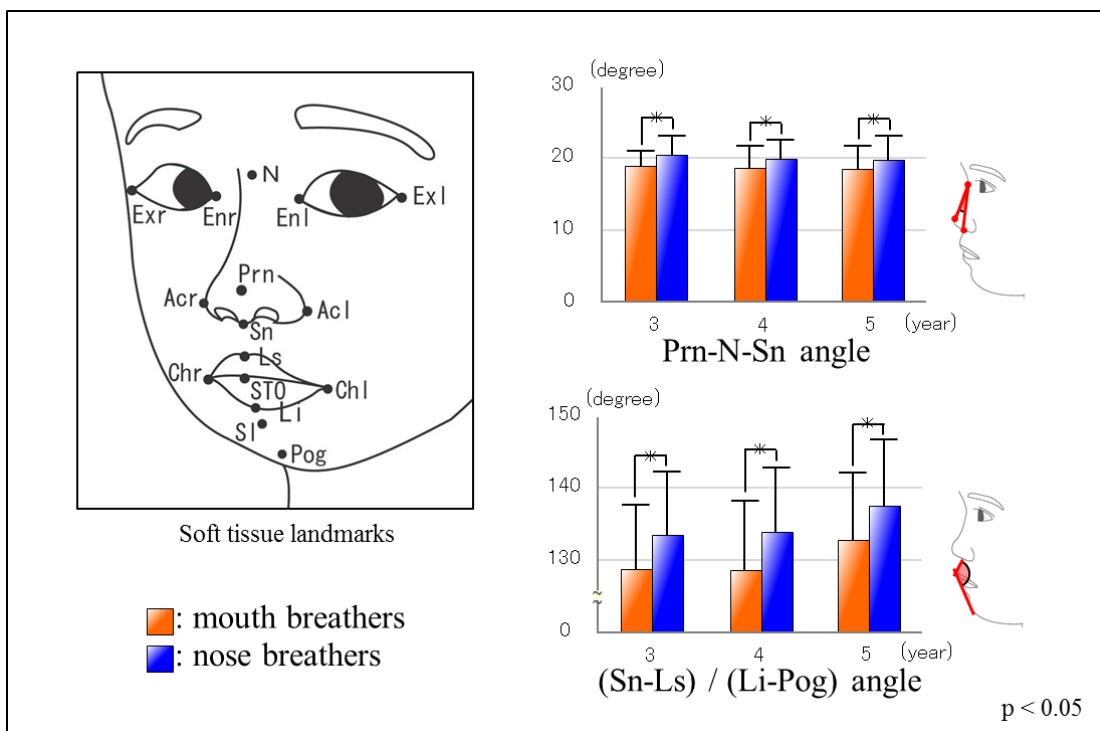 N
Exr
Enr
Enl
Exl
Prn
Acr
Acl
Sn
Ls
Chr
STO
Chl
Li
Sl
Pog
Soft tissue landmarks
: mouth breathers
: nose breathers
(degree)
30
20
10
0
3 4 5 (year)
Prn-N-Sn angle
(degree)
150
140
130
0
3 4 5 (year)
(Sn-Ls) / (Li-Pog) angle
p < 0.05